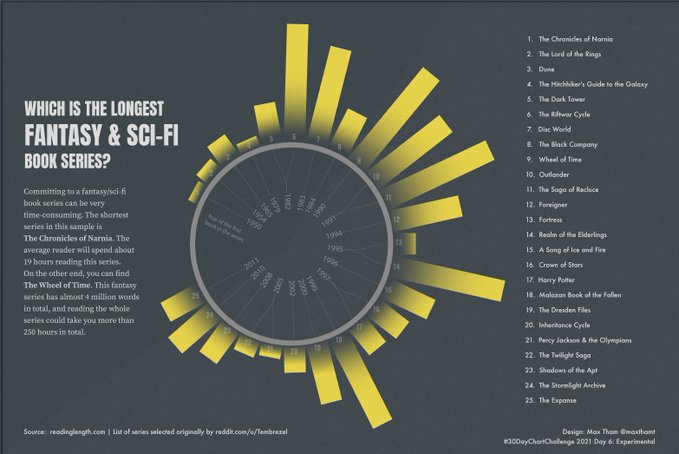 WHICH IS THE LONGEST
FANTASY & SCI-FI
BOOK SERIES?
Committing to a fantasy/sci-fi
book series can be very
time-consuming. The shortest
series in this sample is
The Chronicles of Narnia. The
average reader will spend about
19 hours reading this series.
On the other end, you can find
The Wheel of Time. This fantasy
series has almost 4 million words
in total, and reading the whole
series could take you more than
250 hours in total.
Year of the first
book in the series
1950
1954
1965
1979
1982
1983
1984
1990
1991
1994
1995
1996
1997
1999
2000
2002
2005
2008
2010
2011
2
3
4
5
6
7
8
9
10
11
12
13
14
15
16
17
18
19
20
21
22
23
24
25
1. The Chronicles of Narnia
2. The Lord of the Rings
3. Dune
4. The Hitchhiker's Guide to the Galaxy
5. The Dark Tower
6. The Riftwar Cycle
7. Disc World
8. The Black Company
9. Wheel of Time
10. Outlander
11. The Saga of Recluce
12. Foreigner
13. Fortress
14. Realm of the Elderlings
15. A Song of Ice and Fire
16. Crown of Stars
17. Harry Potter
18. Malazan Book of the Fallen
19. The Dresden Files
20. Inheritance Cycle
21. Percy Jackson & the Olympians
22. The Twilight Saga
23. Shadows of the Apt
24. The Stormlight Archive
25. The Expanse
Source: readinglength.com | List of series selected originally by reddit.com/u/Tembrezel
Design: Max Tham @maxthamt
#30DayChartChallenge 2021 Day 6: Experimental